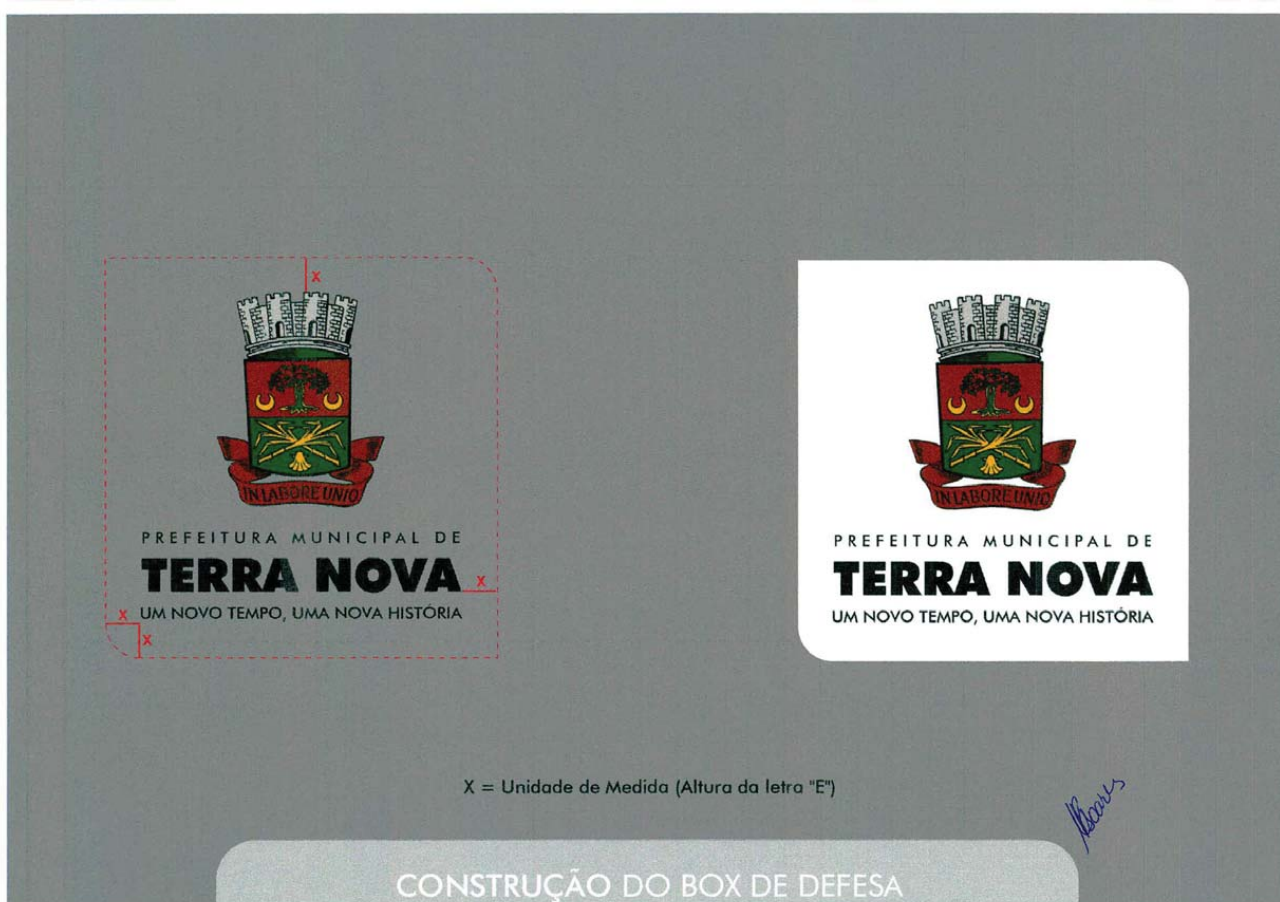 X
IN LABORE UNIO
PREFEITURA MUNICIPAL DE
TERRA NOVA
X
UM NOVO TEMPO, UMA NOVA HISTÓRIA
X
X
IN LABORE UNIO
PREFEITURA MUNICIPAL DE
TERRA NOVA
UM NOVO TEMPO, UMA NOVA HISTÓRIA
X = Unidade de Medida (Altura da letra "E")
CONSTRUÇÃO DO BOX DE DEFESA